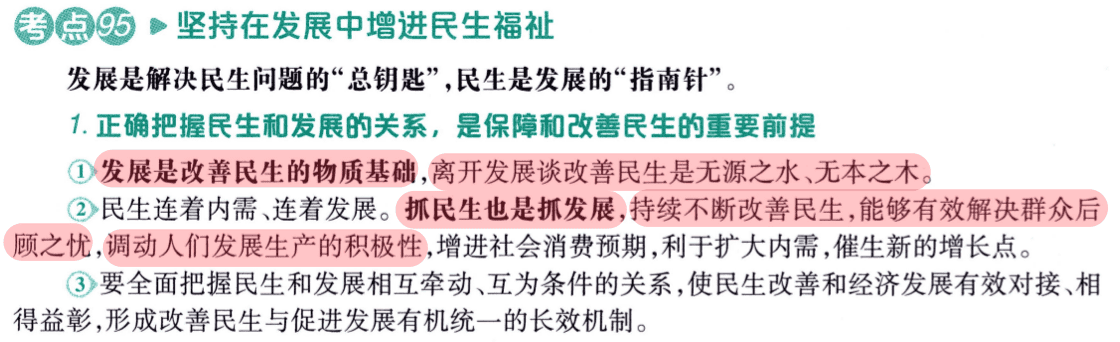 考点95 ▶ 坚持在发展中增进民生福祉
发展是解决民生问题的“总钥匙”,民生是发展的“指南针”。
1. 正确把握民生和发展的关系，是保障和改善民生的重要前提
①发展是改善民生的物质基础,离开发展谈改善民生是无源之水、无本之木。
②民生连着内需、连着发展。抓民生也是抓发展,持续不断改善民生,能够有效解决群众后
顾之忧,调动人们发展生产的积极性,增进社会消费预期,利于扩大内需,催生新的增长点。
③要全面把握民生和发展相互牵动、互为条件的关系,使民生改善和经济发展有效对接、相
得益彰,形成改善民生与促进发展有机统一的长效机制。